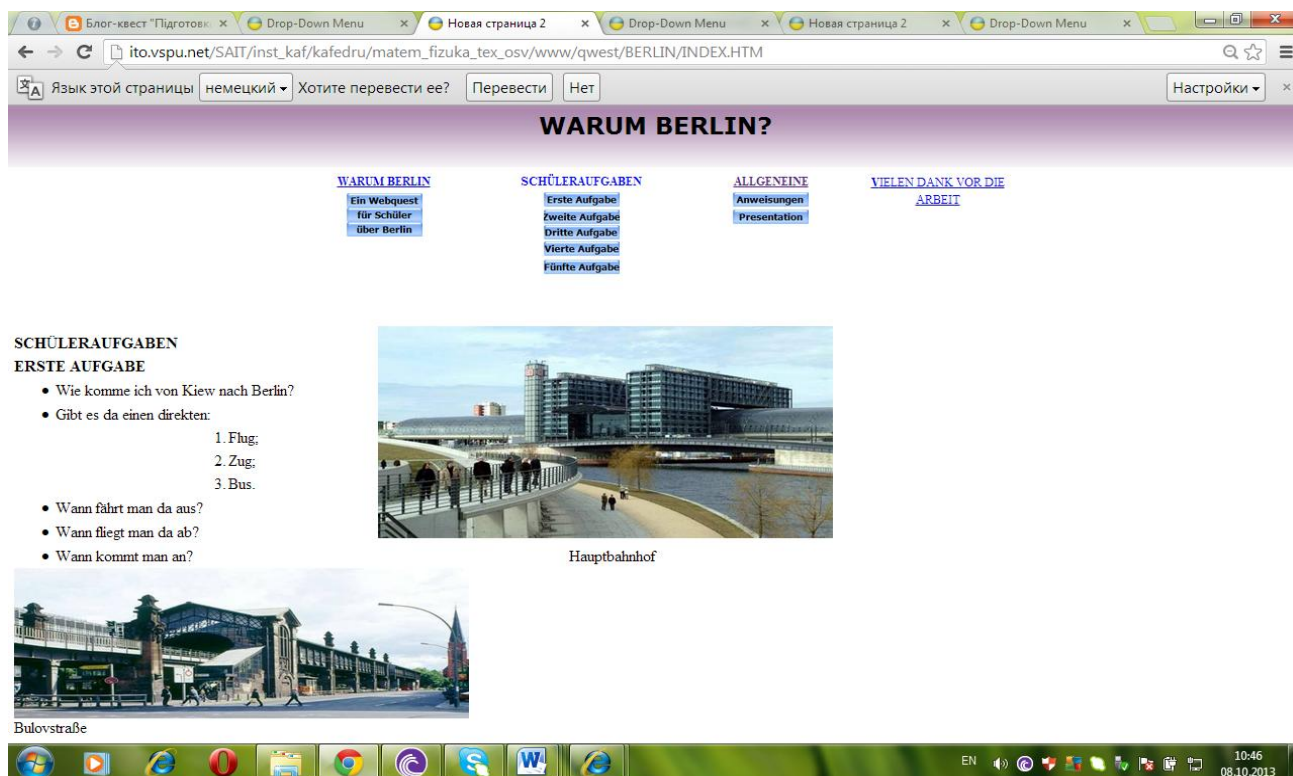 Блог-квест "Підготовк
Drop-Down Menu
Новая страница 2
Drop-Down Menu
Новая страница 2
Drop-Down Menu
ito.vspu.net/SAIT/inst_kaf/kafedru/matem_fizuka_tex_osv/www/qwest/BERLIN/INDEX.HTM
Язык этой страницы немецкий Хотите перевести ее? Перевести Нет Настройки
WARUM BERLIN?
WARUM BERLIN
Ein Webquest
für Schüler
über Berlin
SCHÜLERAUFGABEN
Erste Aufgabe
Zweite Aufgabe
Dritte Aufgabe
Vierte Aufgabe
Fünfte Aufgabe
ALLGENEINE
Anweisungen
Presentation
VIELEN DANK VOR DIE
ARBEIT
SCHÜLERAUFGABEN
ERSTE AUFGABE
• Wie komme ich von Kiew nach Berlin?
• Gibt es da einen direkten:
1. Flug;
2. Zug;
3. Bus.
• Wann fährt man da aus?
• Wann fliegt man da ab?
• Wann kommt man an?
Hauptbahnhof
Bulovstraße
EN
10:46
08.10.2013